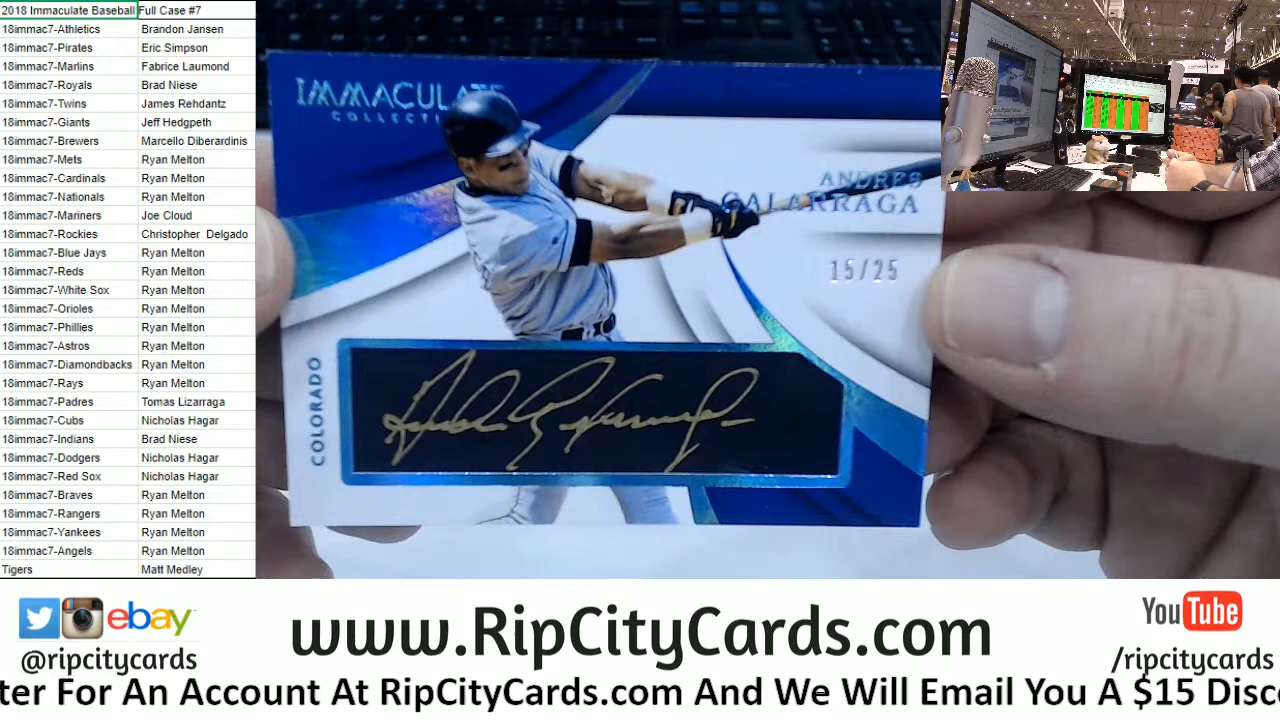 2018 Immaculate Baseball Full Case #7
18immac7-Athletics Brandon Jansen
18immac7-Pirates Eric Simpson
18immac7-Marlins Fabrice Laumond
18immac7-Royals Brad Niese
18immac7-Twins James Rehdantz
18immac7-Giants Jeff Hedgpeth
18immac7-Brewers Marcello Diberardinis
18immac7-Mets Ryan Melton
18immac7-Cardinals Ryan Melton
18immac7-Nationals Ryan Melton
18immac7-Mariners Joe Cloud
18immac7-Rockies Christopher Delgado
18immac7-Blue Jays Ryan Melton
18immac7-Reds Ryan Melton
18immac7-White Sox Ryan Melton
18immac7-Orioles Ryan Melton
18immac7-Phillies Ryan Melton
18immac7-Astros Ryan Melton
18immac7-Diamondbacks Ryan Melton
18immac7-Rays Ryan Melton
18immac7-Padres Tomas Lizarraga
18immac7-Cubs Nicholas Hagar
18immac7-Indians Brad Niese
18immac7-Dodgers Nicholas Hagar
18immac7-Red Sox Nicholas Hagar
18immac7-Braves Ryan Melton
18immac7-Rangers Ryan Melton
18immac7-Yankees Ryan Melton
18immac7-Angels Ryan Melton
Tigers Matt Medley
IMMACULATE
COLLECTI
ANDRES
GALARRAGA
15/25
COLORADO
ebay
@ripcitycards
www.RipCityCards.com
YouTube
/ripcitycards
ter For An Account At RipCityCards.com And We Will Email You A $15 Disco